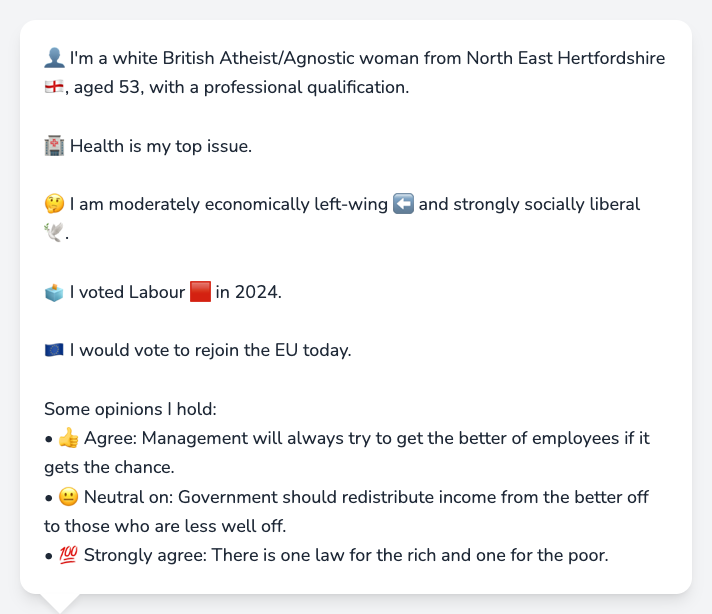 👤 I'm a white British Atheist/Agnostic woman from North East Hertfordshire
🏴󠁧󠁢󠁥󠁮󠁧󠁿, aged 53, with a professional qualification.
🏥 Health is my top issue.
🤔 I am moderately economically left-wing ⬅️ and strongly socially liberal
🕊️.
🗳️ I voted Labour 🟥 in 2024.
🇪🇺 I would vote to rejoin the EU today.
Some opinions I hold:
• 👍 Agree: Management will always try to get the better of employees if it
gets the chance.
• 😐 Neutral on: Government should redistribute income from the better off
to those who are less well off.
• 💯 Strongly agree: There is one law for the rich and one for the poor.